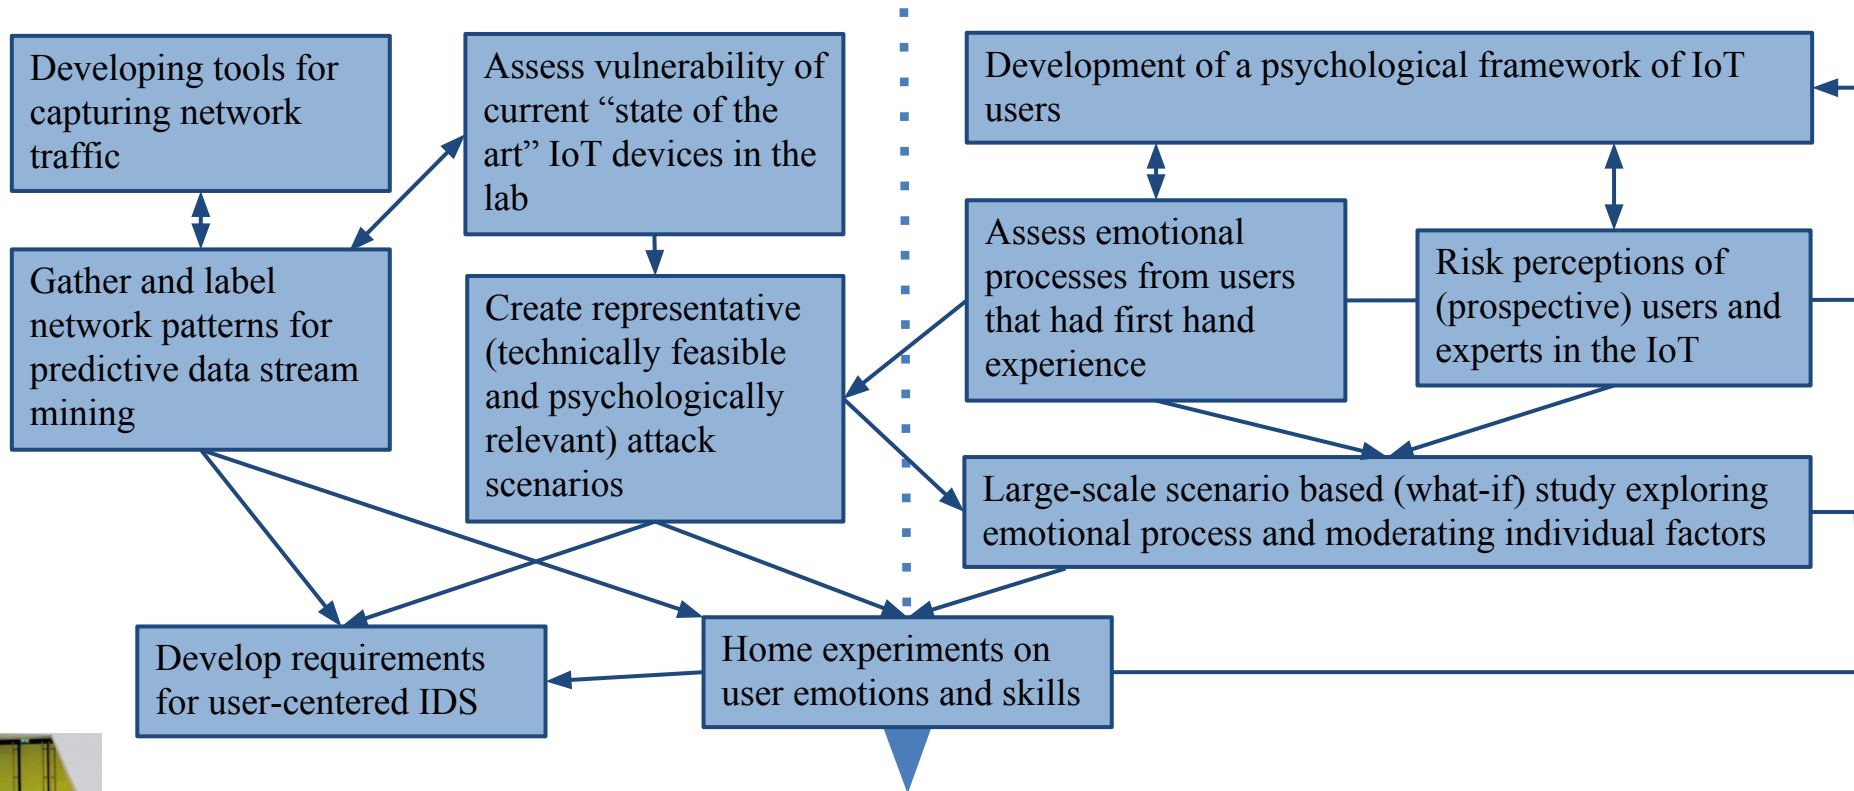 Developing tools for
capturing network
traffic
Assess vulnerability of
current “state of the
art” IoT devices in the
lab
Development of a psychological framework of IoT
users
Gather and label
network patterns for
predictive data stream
mining
Create representative
(technically feasible
and psychologically
relevant) attack
scenarios
Assess emotional
processes from users
that had first hand
experience
Risk perceptions of
(prospective) users and
experts in the IoT
Large-scale scenario based (what-if) study exploring
emotional process and moderating individual factors
Develop requirements
for user-centered IDS
Home experiments on
user emotions and skills